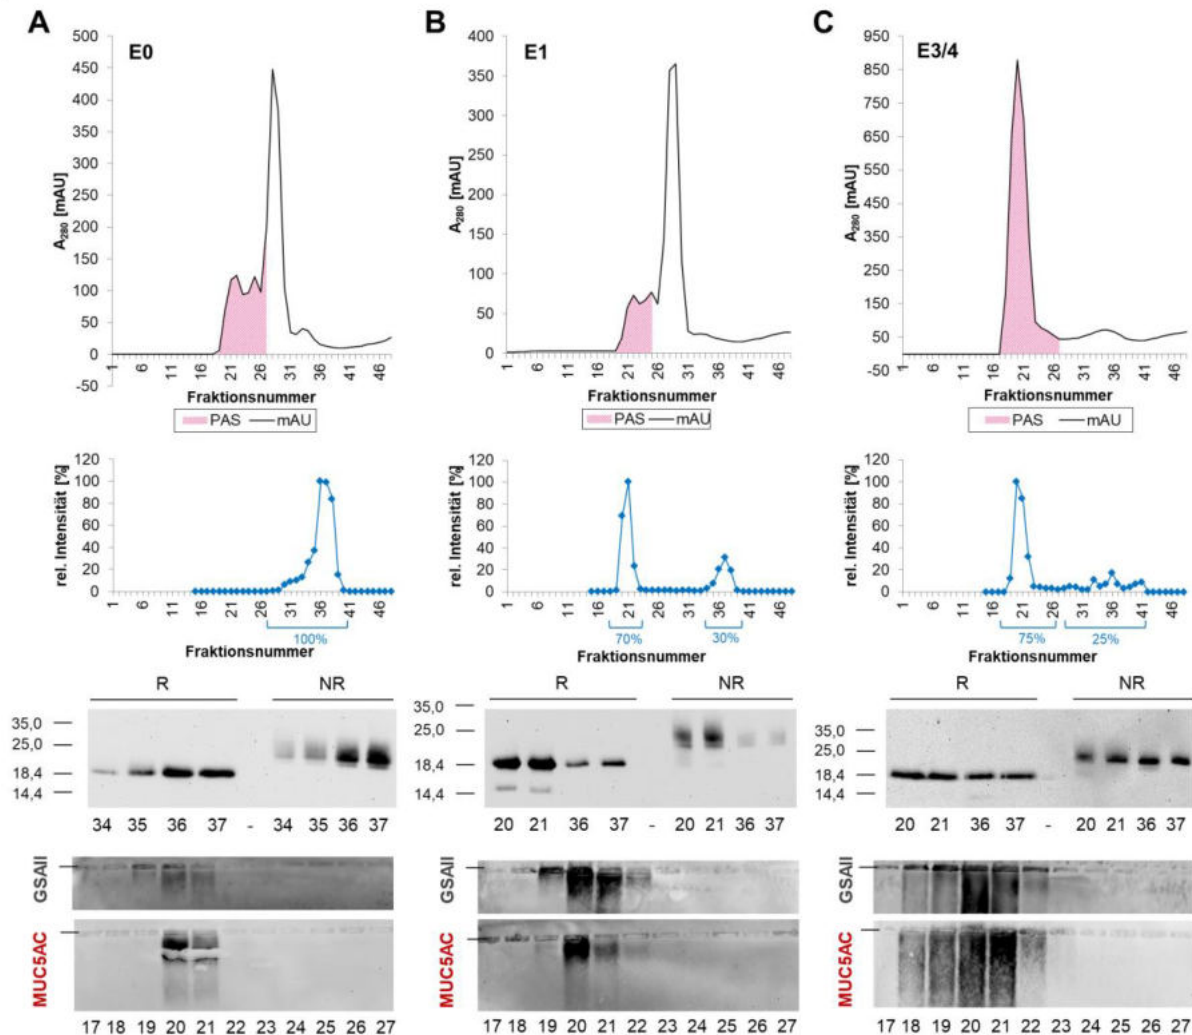 A
E0
500
450
400
350
300
250
200
150
100
50
0
-50
A280 [mAU]
1 6 11 16 21 26 31 36 41 46
Fraktionsnummer
PAS mAU
B
E1
400
350
300
250
200
150
100
50
0
A280 [mAU]
1 6 11 16 21 26 31 36 41 46
Fraktionsnummer
PAS mAU
C
E3/4
950
850
750
650
550
450
350
250
150
50
-50
A280 [mAU]
1 6 11 16 21 26 31 36 41 46
Fraktionsnummer
PAS mAU
rel. Intensität [%]
120
100
80
60
40
20
0
1 6 11 16 21 26 31 36 41 46
100%
Fraktionsnummer
rel. Intensität [%]
120
100
80
60
40
20
0
1 6 11 16 21 26 31 36 41 46
70% 30%
Fraktionsnummer
rel. Intensität [%]
120
100
80
60
40
20
0
1 6 11 16 21 26 31 36 41 46
75% 25%
Fraktionsnummer
R NR
35,0
25,0
18,4
14,4
34 35 36 37 - 34 35 36 37
R NR
35,0
25,0
18,4
14,4
20 21 36 37 - 20 21 36 37
R NR
35,0
25,0
18,4
14,4
20 21 36 37 - 20 21 36 37
GSAII
MUC5AC
17 18 19 20 21 22 23 24 25 26 27
GSAII
MUC5AC
17 18 19 20 21 22 23 24 25 26 27
GSAII
MUC5AC
17 18 19 20 21 22 23 24 25 26 27